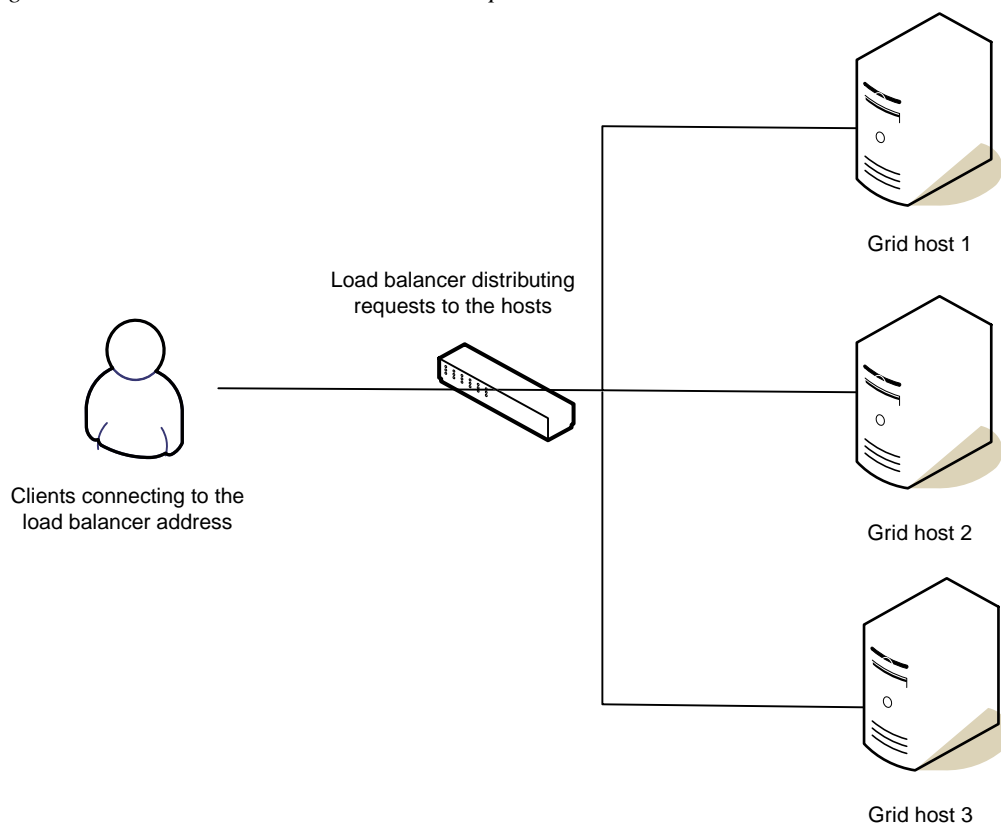 Grid host 1
Load balancer distributing
requests to the hosts
Clients connecting to the
load balancer address
Grid host 2
Grid host 3